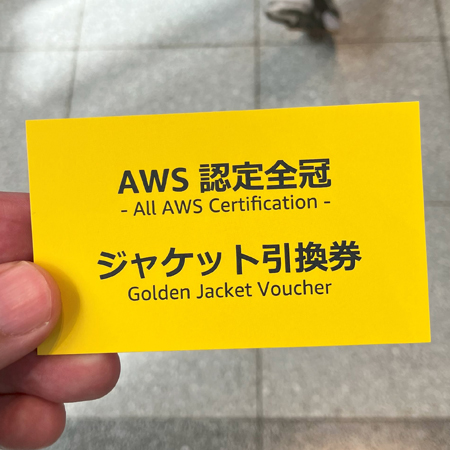 AWS 認定全冠
- All AWS Certification -
ジャケット引換券
Golden Jacket Voucher